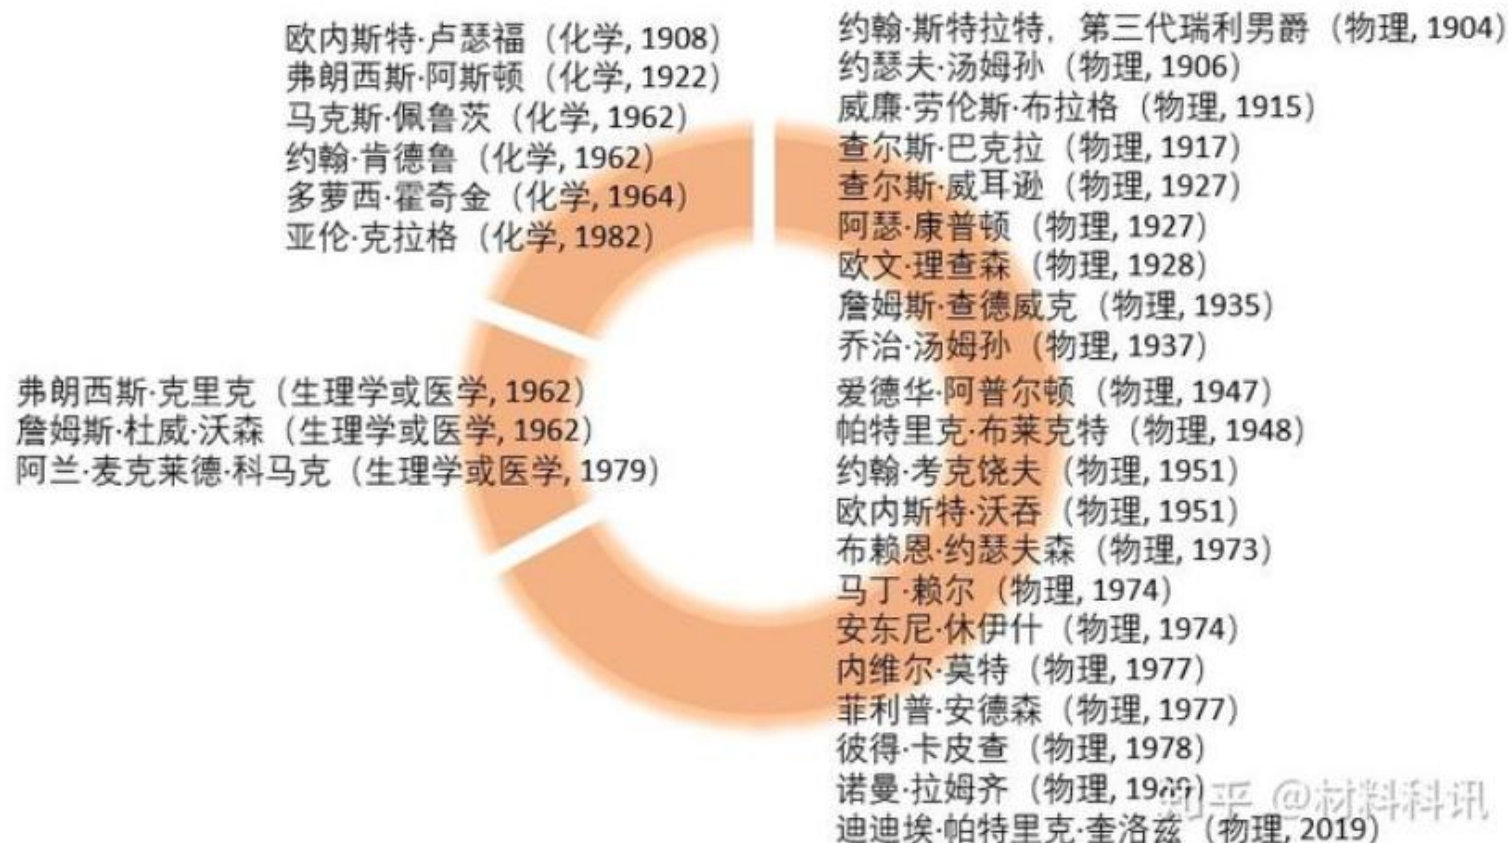 欧内斯特·卢瑟福（化学, 1908）
弗朗西斯·阿斯顿（化学, 1922）
马克斯·佩鲁茨（化学, 1962）
约翰·肯德鲁（化学, 1962）
多萝西·霍奇金（化学, 1964）
亚伦·克拉格（化学, 1982）
弗朗西斯·克里克（生理学或医学, 1962）
詹姆斯·杜威·沃森（生理学或医学, 1962）
阿兰·麦克莱德·科马克（生理学或医学, 1979）
约翰·斯特拉特，第三代瑞利男爵（物理, 1904）
约瑟夫·汤姆孙（物理, 1906）
威廉·劳伦斯·布拉格（物理, 1915）
查尔斯·巴克拉（物理, 1917）
查尔斯·威耳逊（物理, 1927）
阿瑟·康普顿（物理, 1927）
欧文·理查森（物理, 1928）
詹姆斯·查德威克（物理, 1935）
乔治·汤姆孙（物理, 1937）
爱德华·阿普尔顿（物理, 1947）
帕特里克·布莱克特（物理, 1948）
约翰·考克饶夫（物理, 1951）
欧内斯特·沃吞（物理, 1951）
布赖恩·约瑟夫森（物理, 1973）
马丁·赖尔（物理, 1974）
安东尼·休伊什（物理, 1974）
内维尔·莫特（物理, 1977）
菲利普·安德森（物理, 1977）
彼得·卡皮查（物理, 1978）
诺曼·拉姆齐（物理,
迪迪埃·帕特里克·奎洛兹（物理, 2019）
知乎 @材料科讯